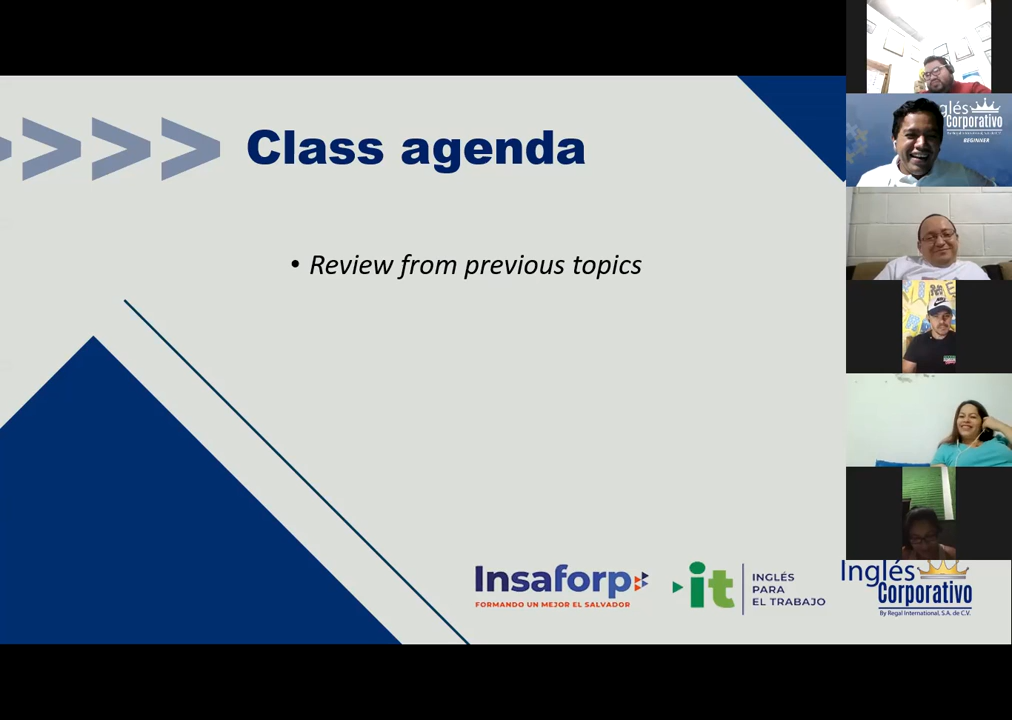 Class agenda
• Review from previous topics
Insaforp
FORMANDO UN MEJOR EL SALVADOR
it
INGLÉS
PARA
EL TRABAJO
Inglés
Corporativo
By Regal International, S.A. de C.V.
glés
Corporativo
BEGINNER